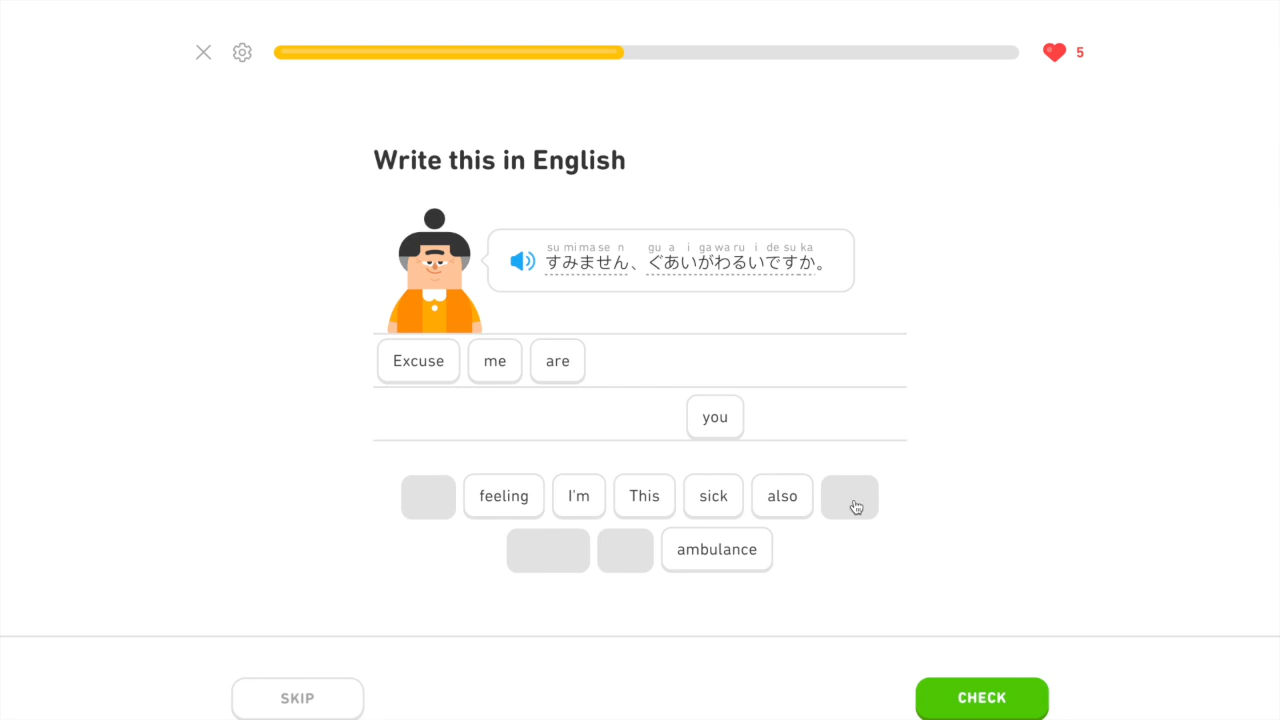 5
Write this in English
su mi ma se n gu a i ga wa ru i de su ka
すみません、ぐあいがわるいですか。
Excuse me are
you
feeling I'm This sick also
ambulance
SKIP CHECK